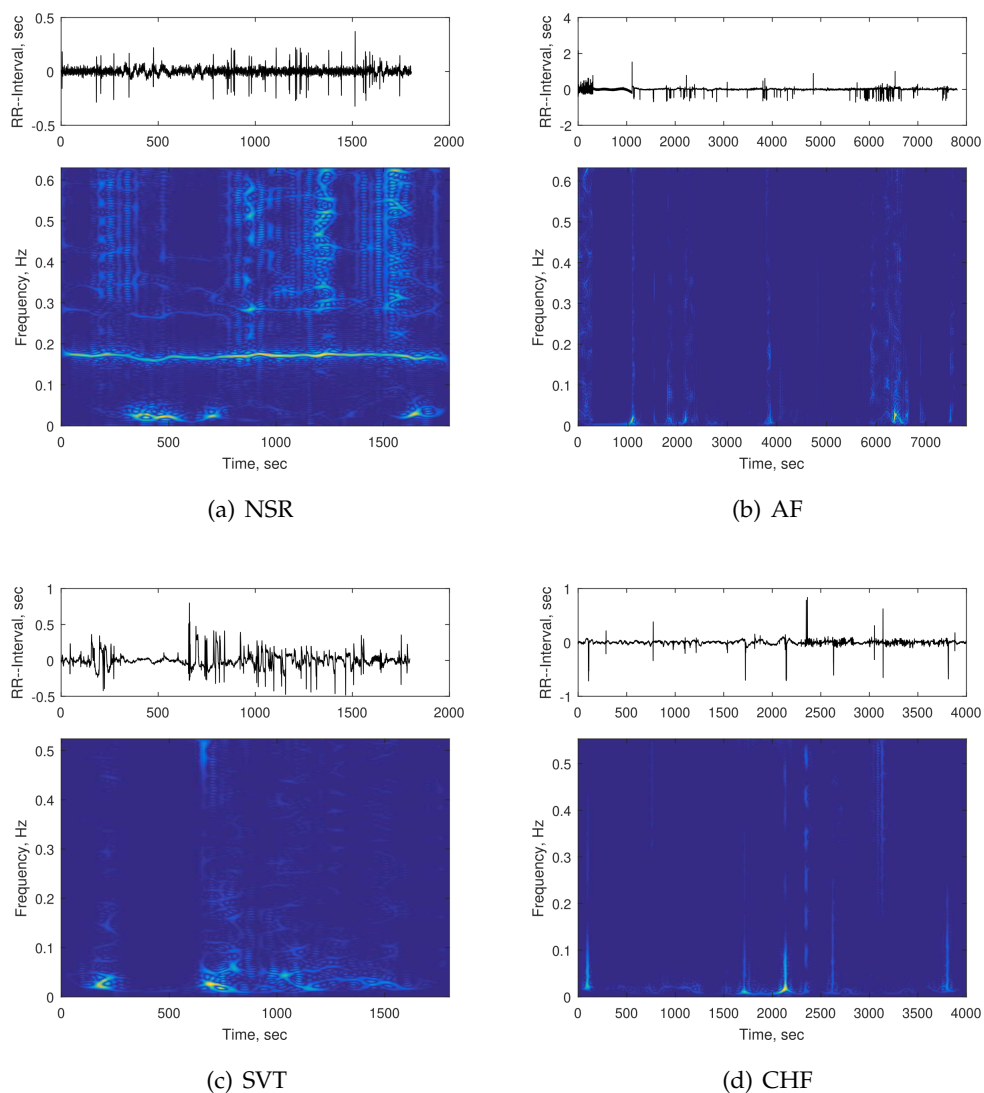 0.5
0
-0.5
RR--Interval, sec
0 500 1000 1500 2000
0.6
0.5
0.4
0.3
0.2
0.1
0
Frequency, Hz
0 500 1000 1500
Time, sec
(a) NSR
4
2
0
-2
RR--Interval, sec
0 1000 2000 3000 4000 5000 6000 7000 8000
0.6
0.5
0.4
0.3
0.2
0.1
0
Frequency, Hz
0 1000 2000 3000 4000 5000 6000 7000
Time, sec
(b) AF
1
0.5
0
-0.5
RR--Interval, sec
0 500 1000 1500 2000
0.5
0.4
0.3
0.2
0.1
0
Frequency, Hz
0 500 1000 1500
Time, sec
(c) SVT
1
0
-1
RR--Interval, sec
0 500 1000 1500 2000 2500 3000 3500 4000
0.5
0.4
0.3
0.2
0.1
0
Frequency, Hz
0 500 1000 1500 2000 2500 3000 3500 4000
Time, sec
(d) CHF